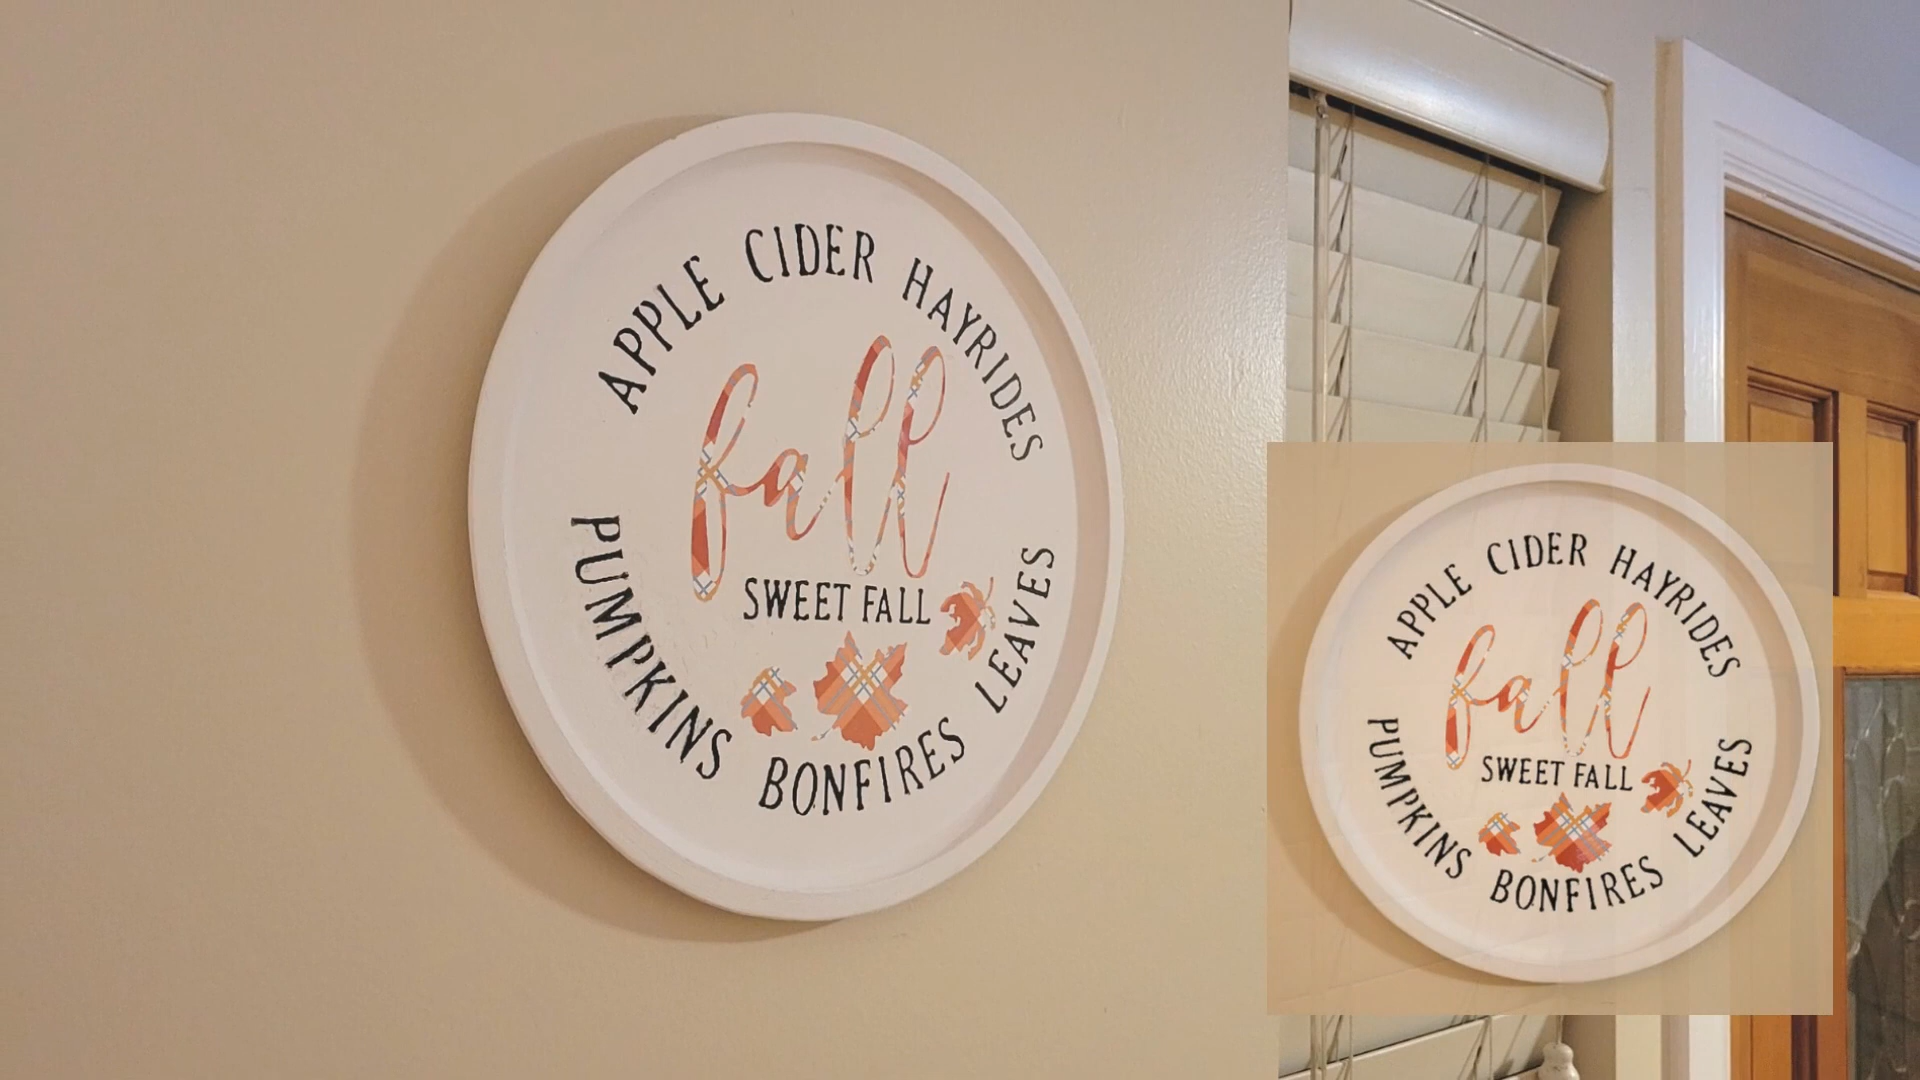 APPLE CIDER HAYRIDES
fall
SWEET FALL
PUMPKINS BONFIRES LEAVES
APPLE CIDER HAYRIDES
fall
SWEET FALL
PUMPKINS BONFIRES LEAVES